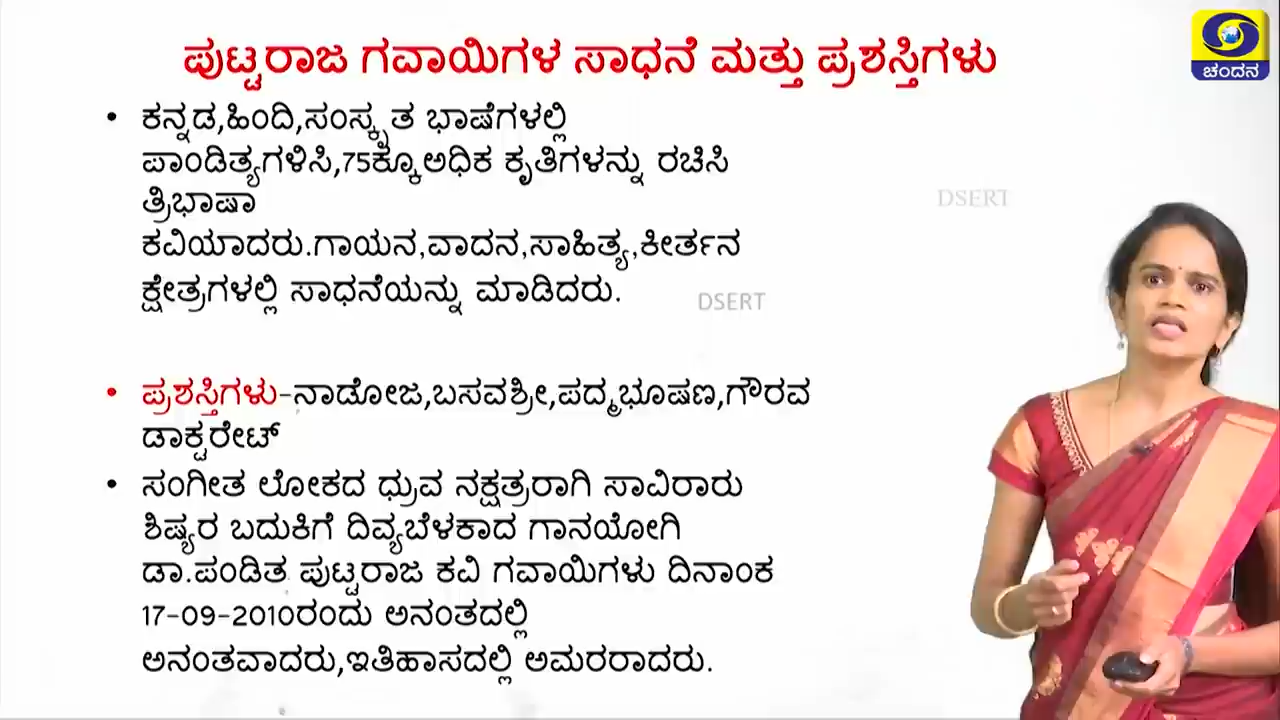 ಪುಟ್ಟರಾಜ ಗವಾಯಿಗಳ ಸಾಧನೆ ಮತ್ತು ಪ್ರಶಸ್ತಿಗಳು
ಚಂದನ
• ಕನ್ನಡ,ಹಿಂದಿ,ಸಂಸ್ಕೃತ ಭಾಷೆಗಳಲ್ಲಿ
ಪಾಂಡಿತ್ಯಗಳಿಸಿ,75ಕ್ಕೂಅಧಿಕ ಕೃತಿಗಳನ್ನು ರಚಿಸಿ
ತ್ರಿಭಾಷಾ
ಕವಿಯಾದರು.ಗಾಯನ,ವಾದನ,ಸಾಹಿತ್ಯ,ಕೀರ್ತನ
ಕ್ಷೇತ್ರಗಳಲ್ಲಿ ಸಾಧನೆಯನ್ನು ಮಾಡಿದರು.
DSERT
DSERT
• ಪ್ರಶಸ್ತಿಗಳು-ನಾಡೋಜ,ಬಸವಶ್ರೀ,ಪದ್ಮಭೂಷಣ,ಗೌರವ
ಡಾಕ್ಟರೇಟ್
• ಸಂಗೀತ ಲೋಕದ ಧ್ರುವ ನಕ್ಷತ್ರರಾಗಿ ಸಾವಿರಾರು
ಶಿಷ್ಯರ ಬದುಕಿಗೆ ದಿವ್ಯಬೆಳಕಾದ ಗಾನಯೋಗಿ
ಡಾ.ಪಂಡಿತ ಪುಟ್ಟರಾಜ ಕವಿ ಗವಾಯಿಗಳು ದಿನಾಂಕ
17-09-2010ರಂದು ಅನಂತದಲ್ಲಿ
ಅನಂತವಾದರು,ಇತಿಹಾಸದಲ್ಲಿ ಅಮರರಾದರು.